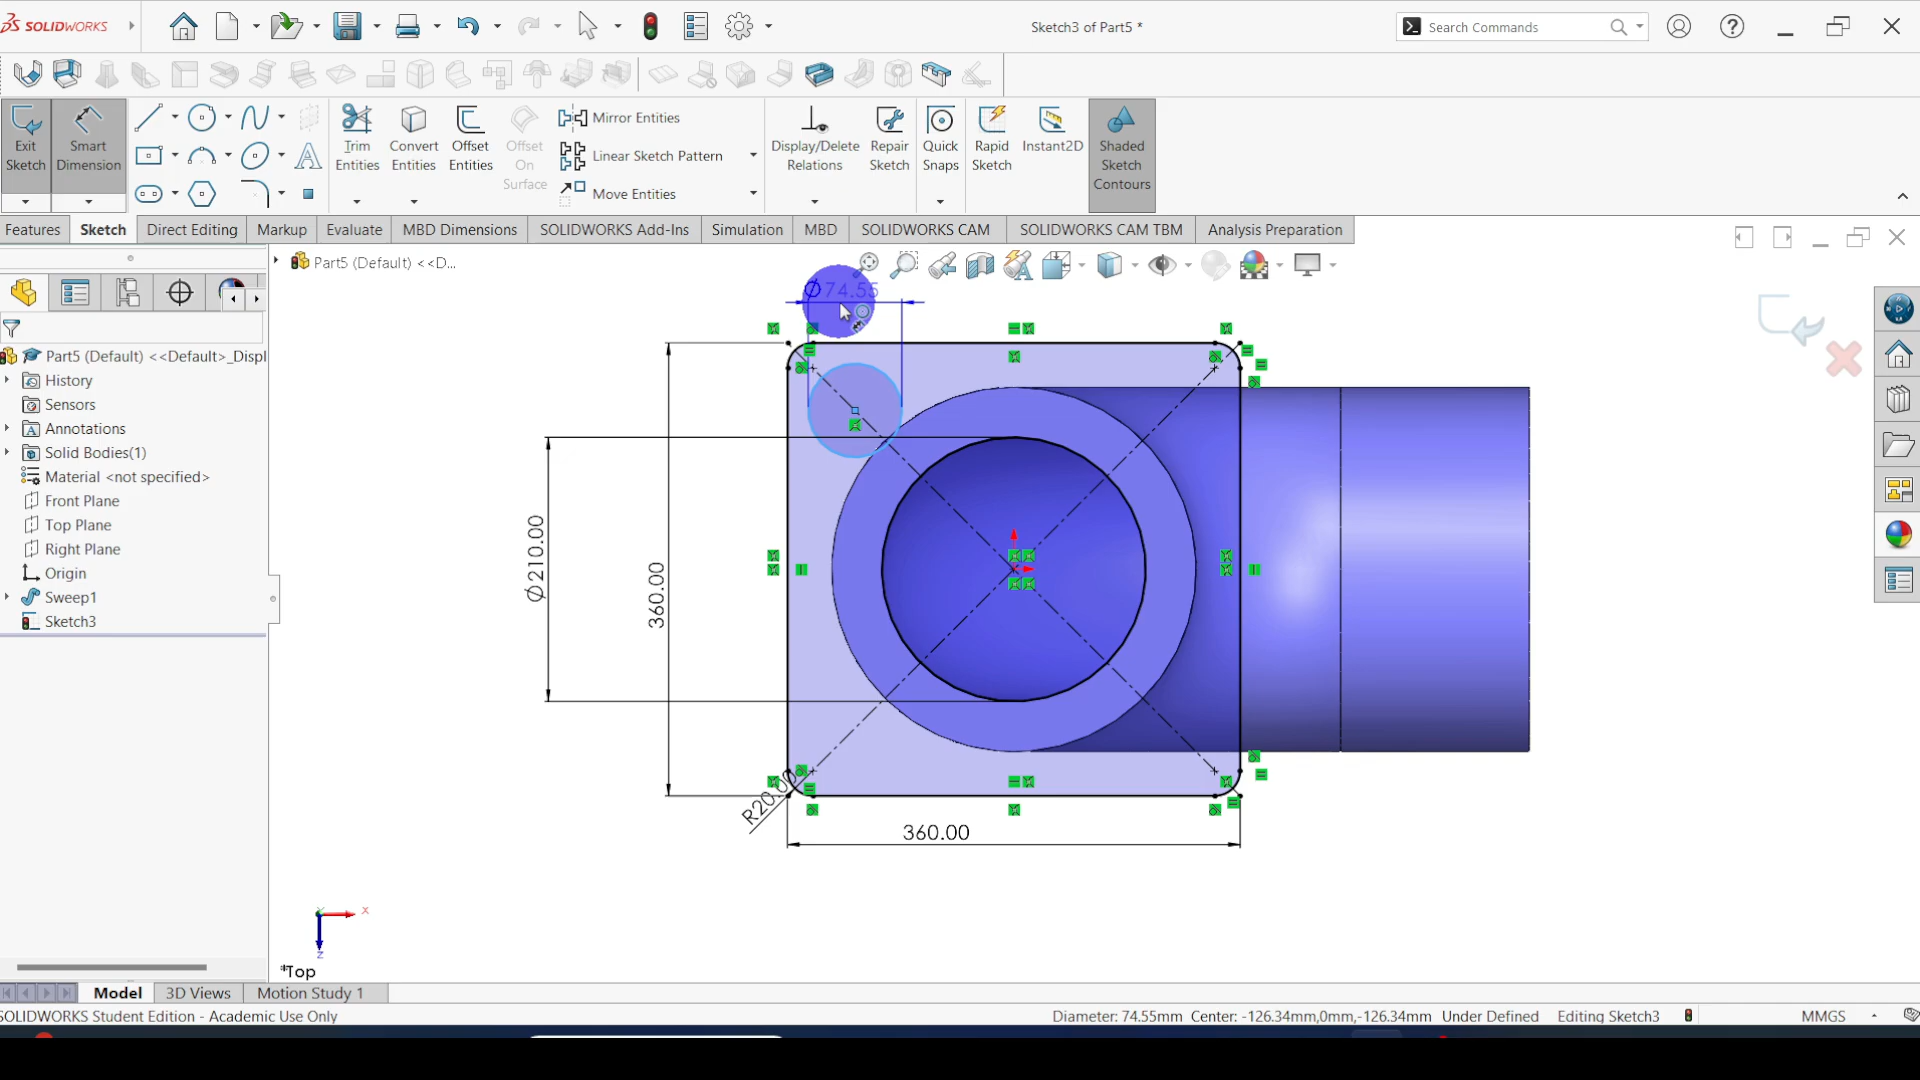 SOLIDWORKS
Sketch3 of Part5 *
Search Commands
Exit Sketch
Smart Dimension
Trim Entities
Convert Entities
Offset Entities
Offset On Surface
Mirror Entities
Linear Sketch Pattern
Move Entities
Display/Delete Relations
Repair Sketch
Quick Snaps
Rapid Sketch
Instant2D
Shaded Sketch Contours
Features
Sketch
Direct Editing
Markup
Evaluate
MBD Dimensions
SOLIDWORKS Add-Ins
Simulation
MBD
SOLIDWORKS CAM
SOLIDWORKS CAM TBM
Analysis Preparation
Part5 (Default) <<D...
Part5 (Default) <<Default>_Displ
History
Sensors
Annotations
Solid Bodies(1)
Material <not specified>
Front Plane
Top Plane
Right Plane
Origin
Sweep1
Sketch3
Ø74.55
Ø210.00
360.00
R20.00
360.00
X
Z
*Top
Model
3D Views
Motion Study 1
SOLIDWORKS Student Edition - Academic Use Only
Diameter: 74.55mm Center: -126.34mm,0mm,-126.34mm
Under Defined
Editing Sketch3
MMGS